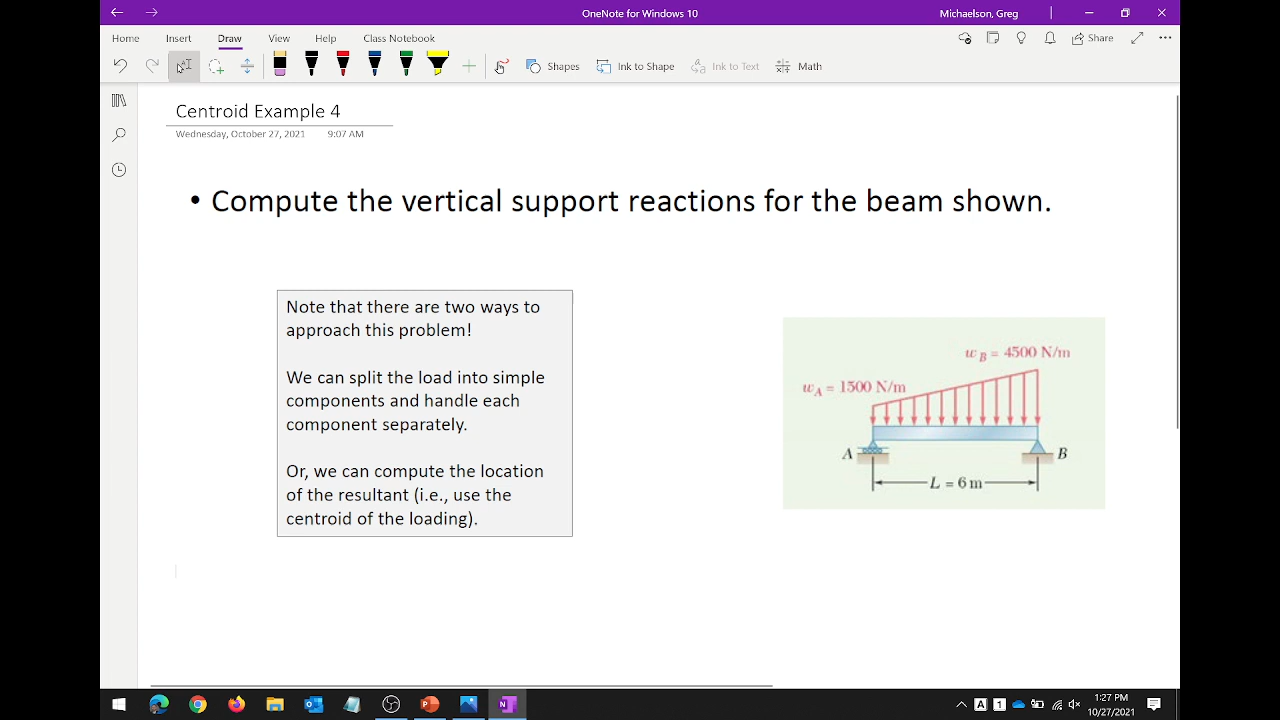 OneNote for Windows 10
Michaelson, Greg
Home Insert Draw View Help Class Notebook
Share
Shapes Ink to Shape Ink to Text Math
Centroid Example 4
Wednesday, October 27, 2021 9:07 AM
• Compute the vertical support reactions for the beam shown.
Note that there are two ways to
approach this problem!
We can split the load into simple
components and handle each
component separately.
Or, we can compute the location
of the resultant (i.e., use the
centroid of the loading).
w_B = 4500 N/m
w_A = 1500 N/m
A
B
L = 6 m
1:27 PM
10/27/2021